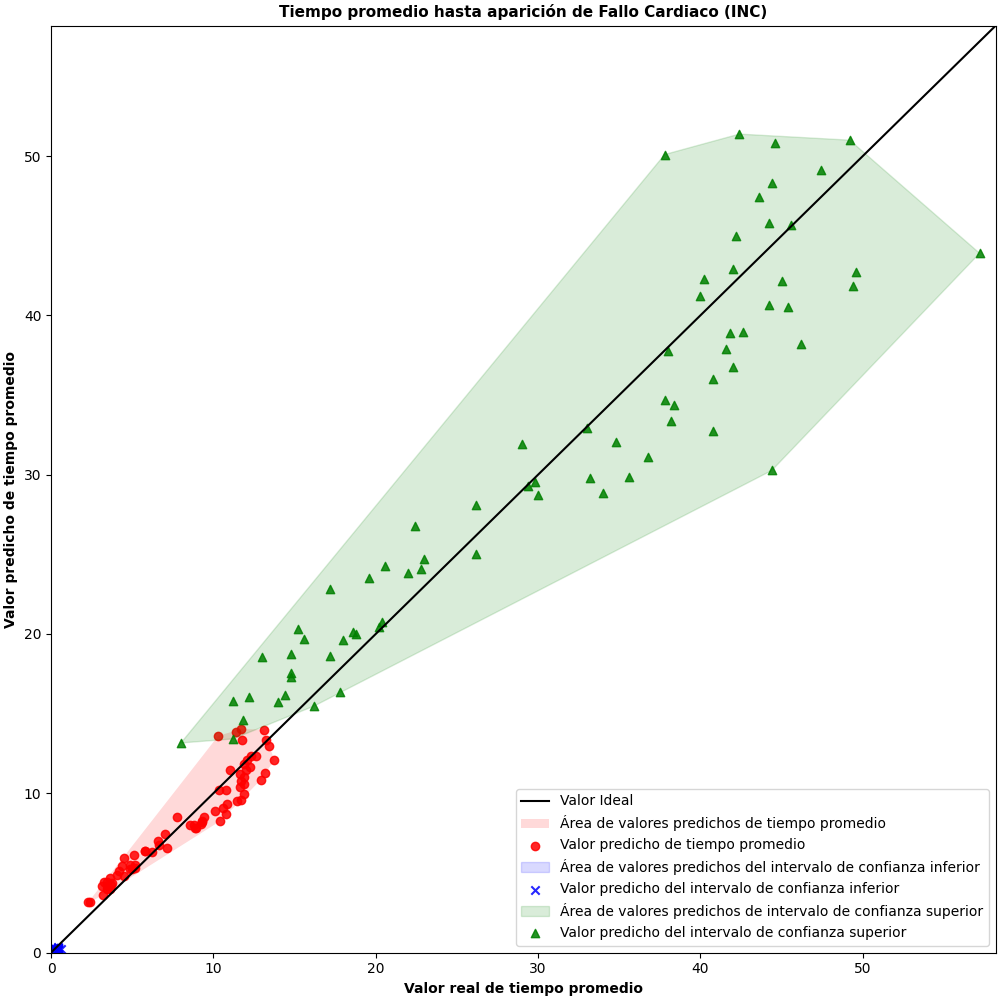 Tiempo promedio hasta aparición de Fallo Cardiaco (INC)
Valor predicho de tiempo promedio
50
40
30
20
10
0
0 10 20 30 40 50
Valor real de tiempo promedio
Valor Ideal
Área de valores predichos de tiempo promedio
Valor predicho de tiempo promedio
Área de valores predichos del intervalo de confianza inferior
Valor predicho del intervalo de confianza inferior
Área de valores predichos de intervalo de confianza superior
Valor predicho del intervalo de confianza superior